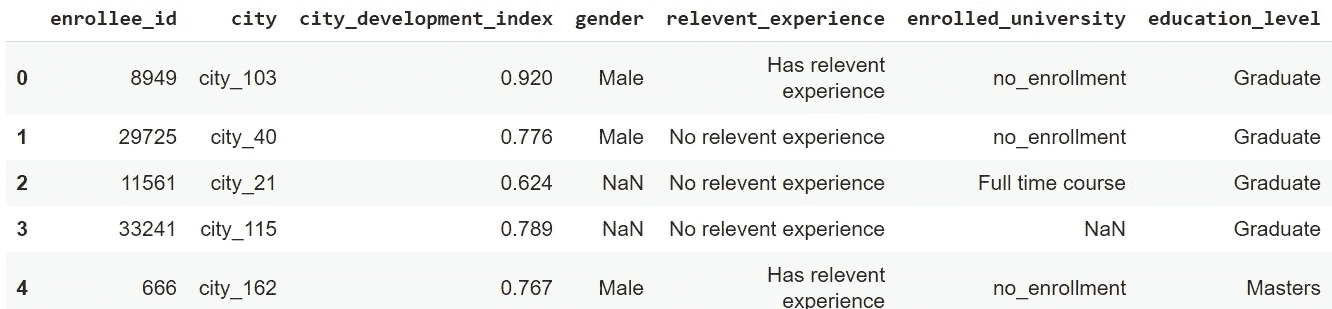 enrollee_id city city_development_index gender relevent_experience enrolled_university education_level
0 8949 city_103 0.920 Male Has relevent experience no_enrollment Graduate
1 29725 city_40 0.776 Male No relevent experience no_enrollment Graduate
2 11561 city_21 0.624 NaN No relevent experience Full time course Graduate
3 33241 city_115 0.789 NaN No relevent experience NaN Graduate
4 666 city_162 0.767 Male Has relevent experience no_enrollment Masters